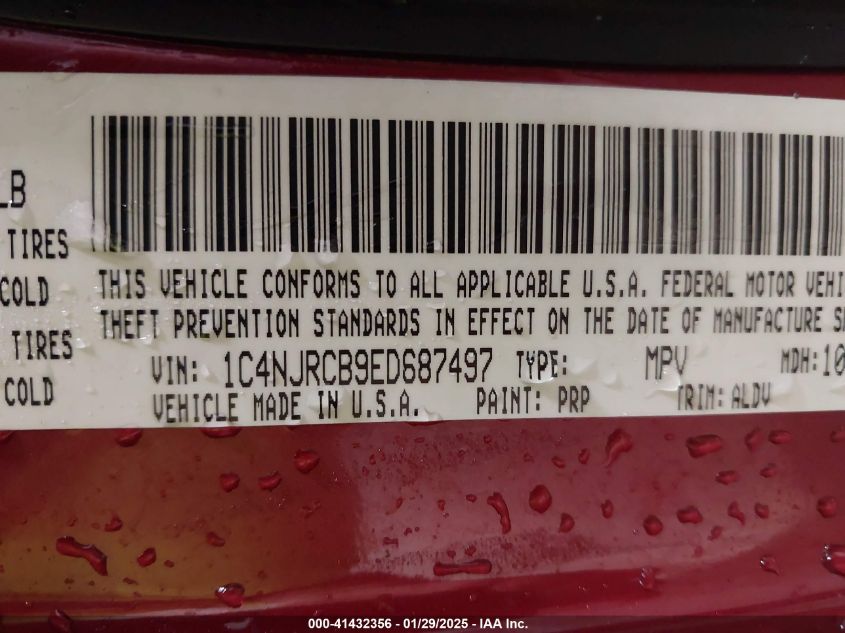 LB
TIRES
COLD
TIRES
COLD
THIS VEHICLE CONFORMS TO ALL APPLICABLE U.S.A. FEDERAL MOTOR VEHI
THEFT PREVENTION STANDARDS IN EFFECT ON THE DATE OF MANUFACTURE S
VIN: 1C4NJRCB9ED687497 TYPE: MPV MDH:10
VEHICLE MADE IN U.S.A. PAINT: PRP TRIM: ALDV
000-41432356 - 01/29/2025 - IAA Inc.